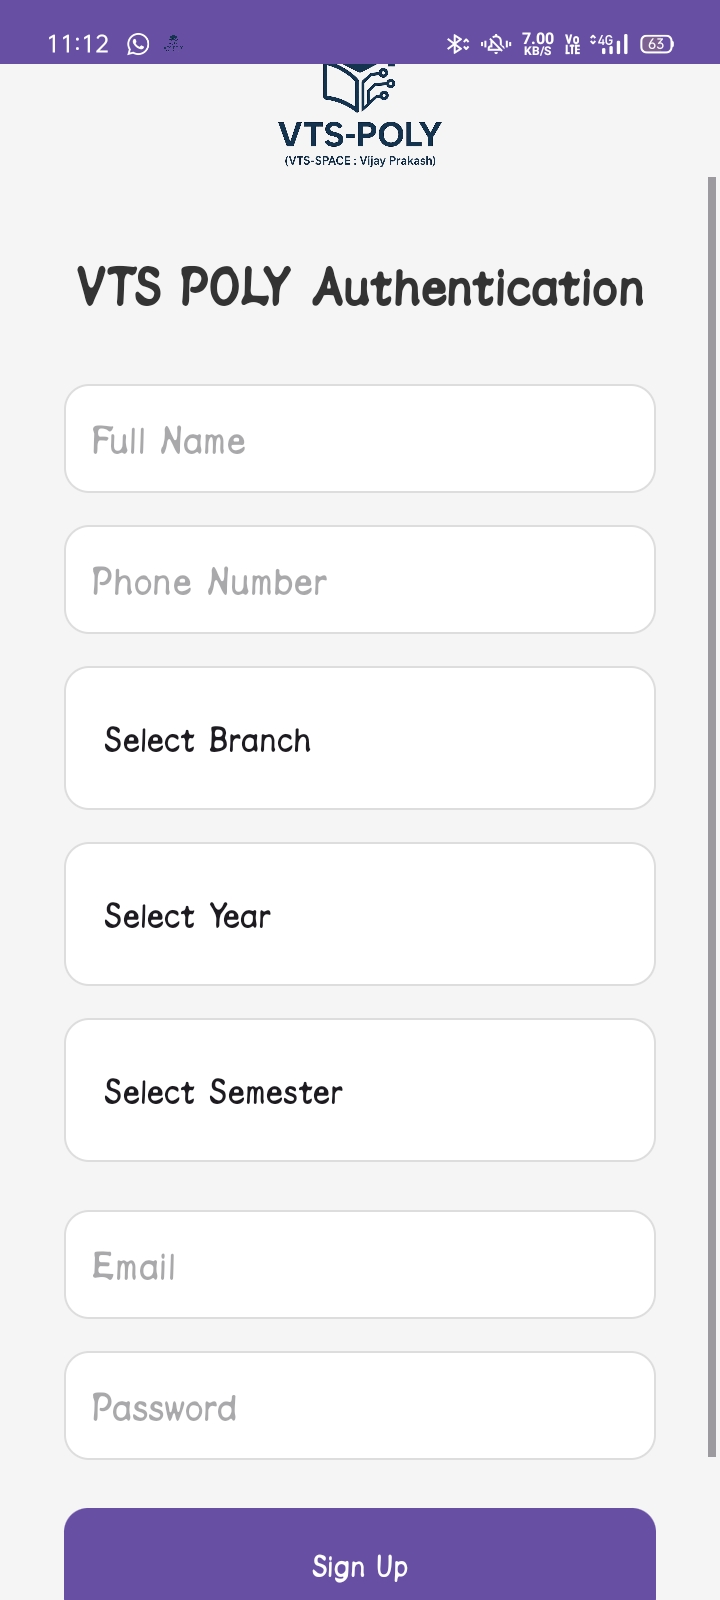 11:12 7.00 KB/S Vo LTE 4G 63
VTS-POLY
(VTS-SPACE : Vijay Prakash)
VTS POLY Authentication
Full Name
Phone Number
Select Branch
Select Year
Select Semester
Email
Password
Sign Up